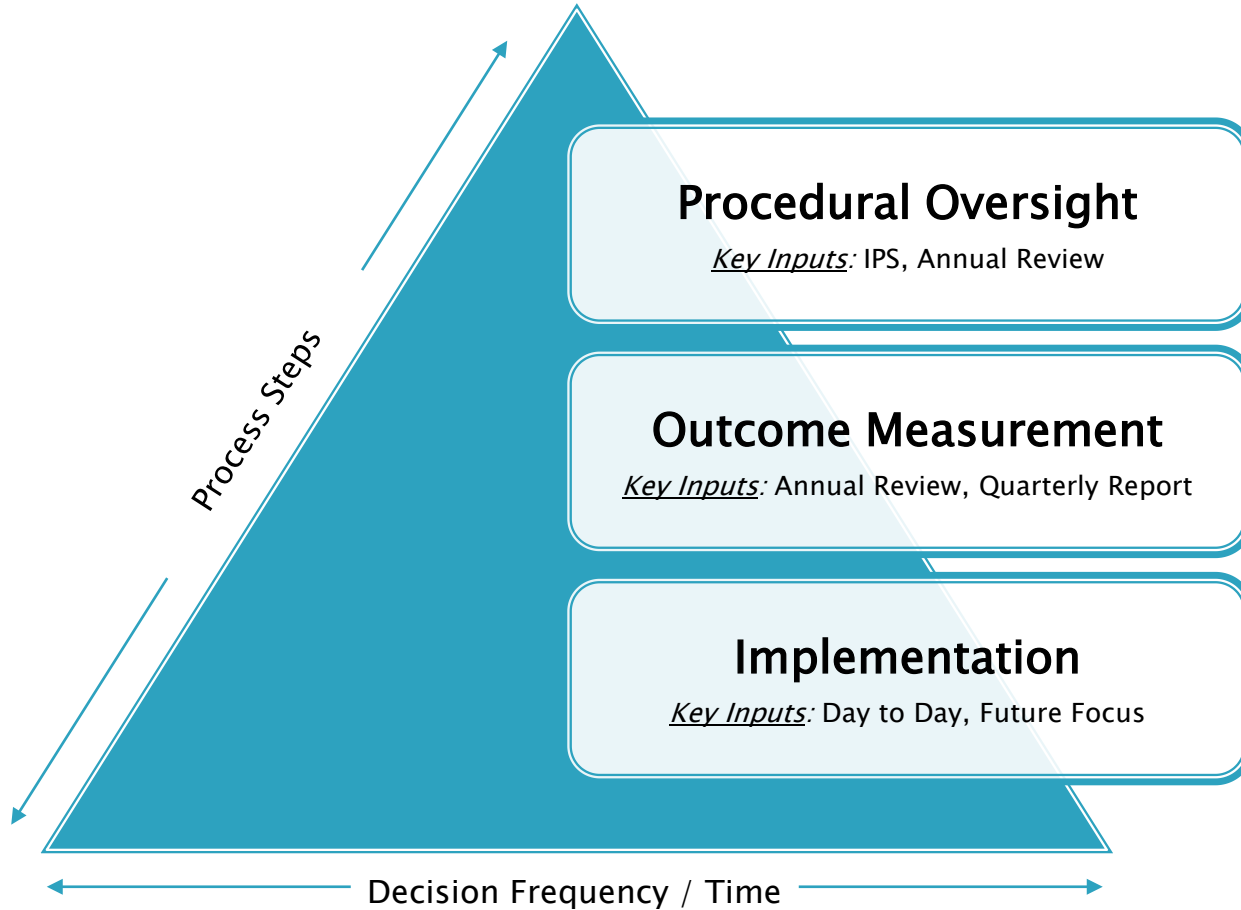 Procedural Oversight
Key Inputs: IPS, Annual Review
Process Steps
Outcome Measurement
Key Inputs: Annual Review, Quarterly Report
Implementation
Key Inputs: Day to Day, Future Focus
Decision Frequency / Time